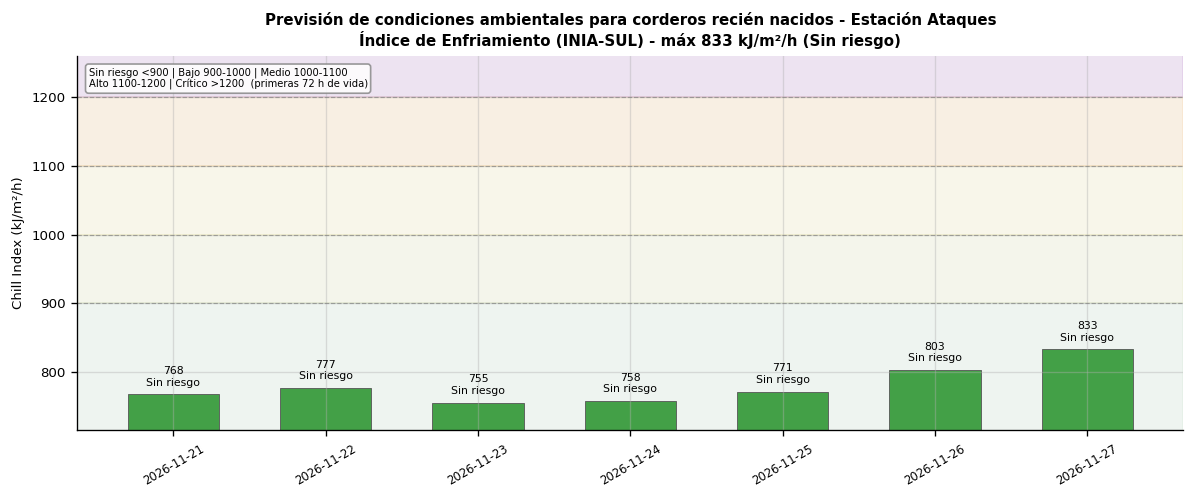 Previsión de condiciones ambientales para corderos recién nacidos - Estación Ataques
Índice de Enfriamiento (INIA-SUL) - máx 833 kJ/m²/h (Sin riesgo)
Sin riesgo <900 | Bajo 900-1000 | Medio 1000-1100
Alto 1100-1200 | Crítico >1200  (primeras 72 h de vida)
Chill Index (kJ/m²/h)
1200
1100
1000
900
800
768
Sin riesgo
777
Sin riesgo
755
Sin riesgo
758
Sin riesgo
771
Sin riesgo
803
Sin riesgo
833
Sin riesgo
2026-11-21
2026-11-22
2026-11-23
2026-11-24
2026-11-25
2026-11-26
2026-11-27